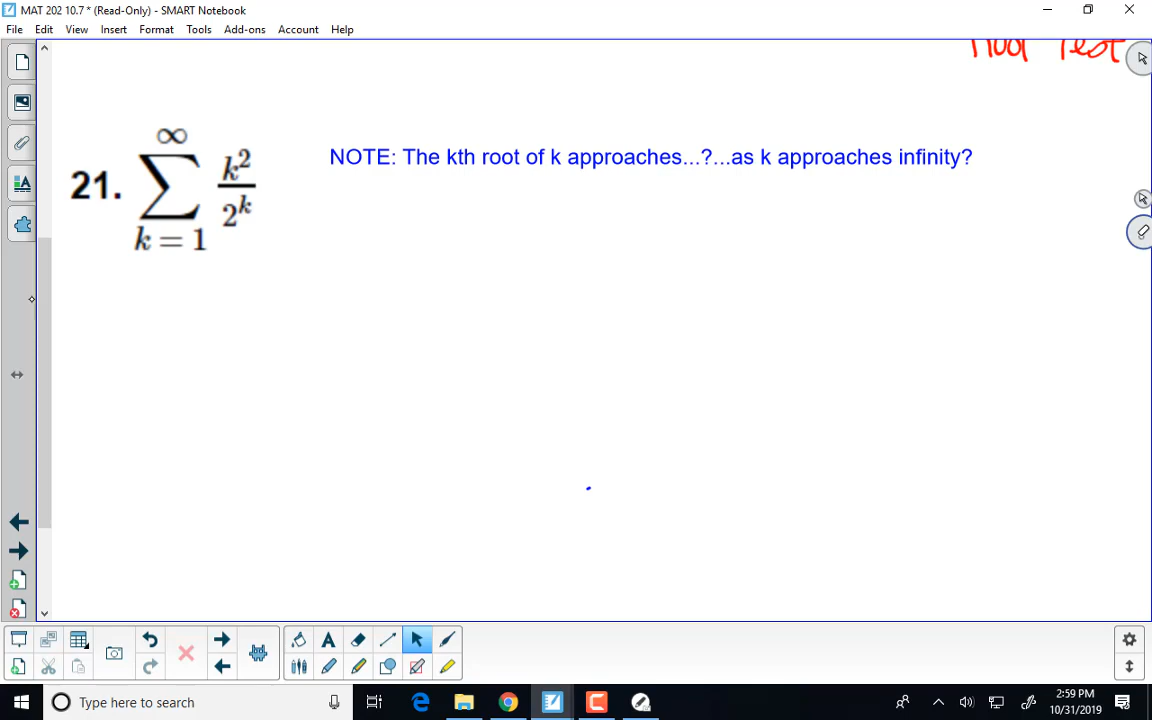 MAT 202 10.7 * (Read-Only) - SMART Notebook
File Edit View Insert Format Tools Add-ons Account Help
Test
21. ∞ ∑ k = 1 k² / 2ᵏ
NOTE: The kth root of k approaches...?...as k approaches infinity?
Type here to search
2:59 PM
10/31/2019